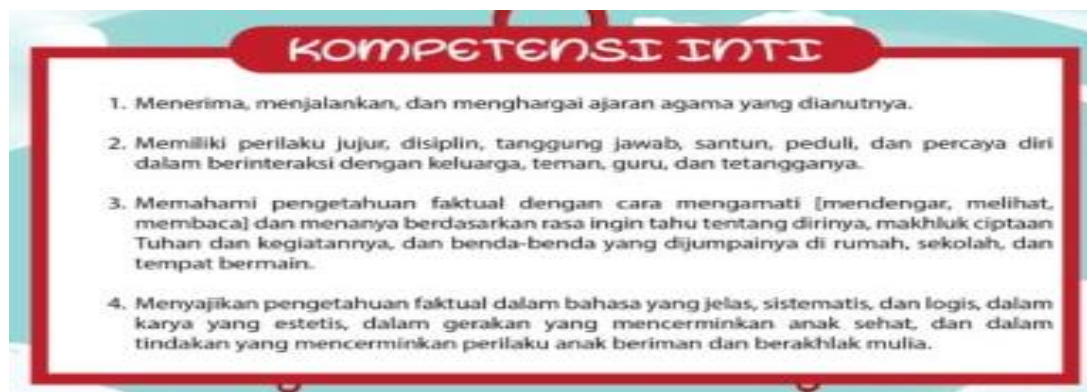 KOMPETENSI INTI
1. Menerima, menjalankan, dan menghargai ajaran agama yang dianutnya.
2. Memiliki perilaku jujur, disiplin, tanggung jawab, santun, peduli, dan percaya diri
dalam berinteraksi dengan keluarga, teman, guru, dan tetangganya.
3. Memahami pengetahuan faktual dengan cara mengamati [mendengar, melihat,
membaca] dan menanya berdasarkan rasa ingin tahu tentang dirinya, makhluk ciptaan
Tuhan dan kegiatannya, dan benda-benda yang dijumpainya di rumah, sekolah, dan
tempat bermain.
4. Menyajikan pengetahuan faktual dalam bahasa yang jelas, sistematis, dan logis, dalam
karya yang estetis, dalam gerakan yang mencerminkan anak sehat, dan dalam
tindakan yang mencerminkan perilaku anak beriman dan berakhlak mulia.